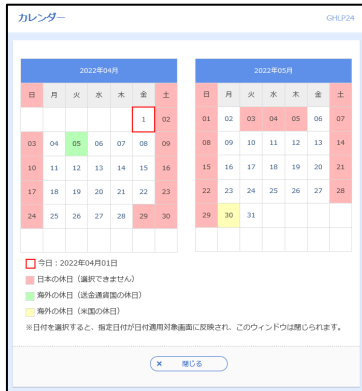 カレンダー GHLP24
2022年04月
日 月 火 水 木 金 土
1 02
03 04 05 06 07 08 09
10 11 12 13 14 15 16
17 18 19 20 21 22 23
24 25 26 27 28 29 30
2022年05月
日 月 火 水 木 金 土
01 02 03 04 05 06 07
08 09 10 11 12 13 14
15 16 17 18 19 20 21
22 23 24 25 26 27 28
29 30 31
今日：2022年04月01日
日本の休日（選択できません）
海外の休日（送金通貨国の休日）
海外の休日（米国の休日）
※日付を選択すると、指定日付が日付適用対象画面に反映され、このウィンドウは閉じられます。
× 閉じる